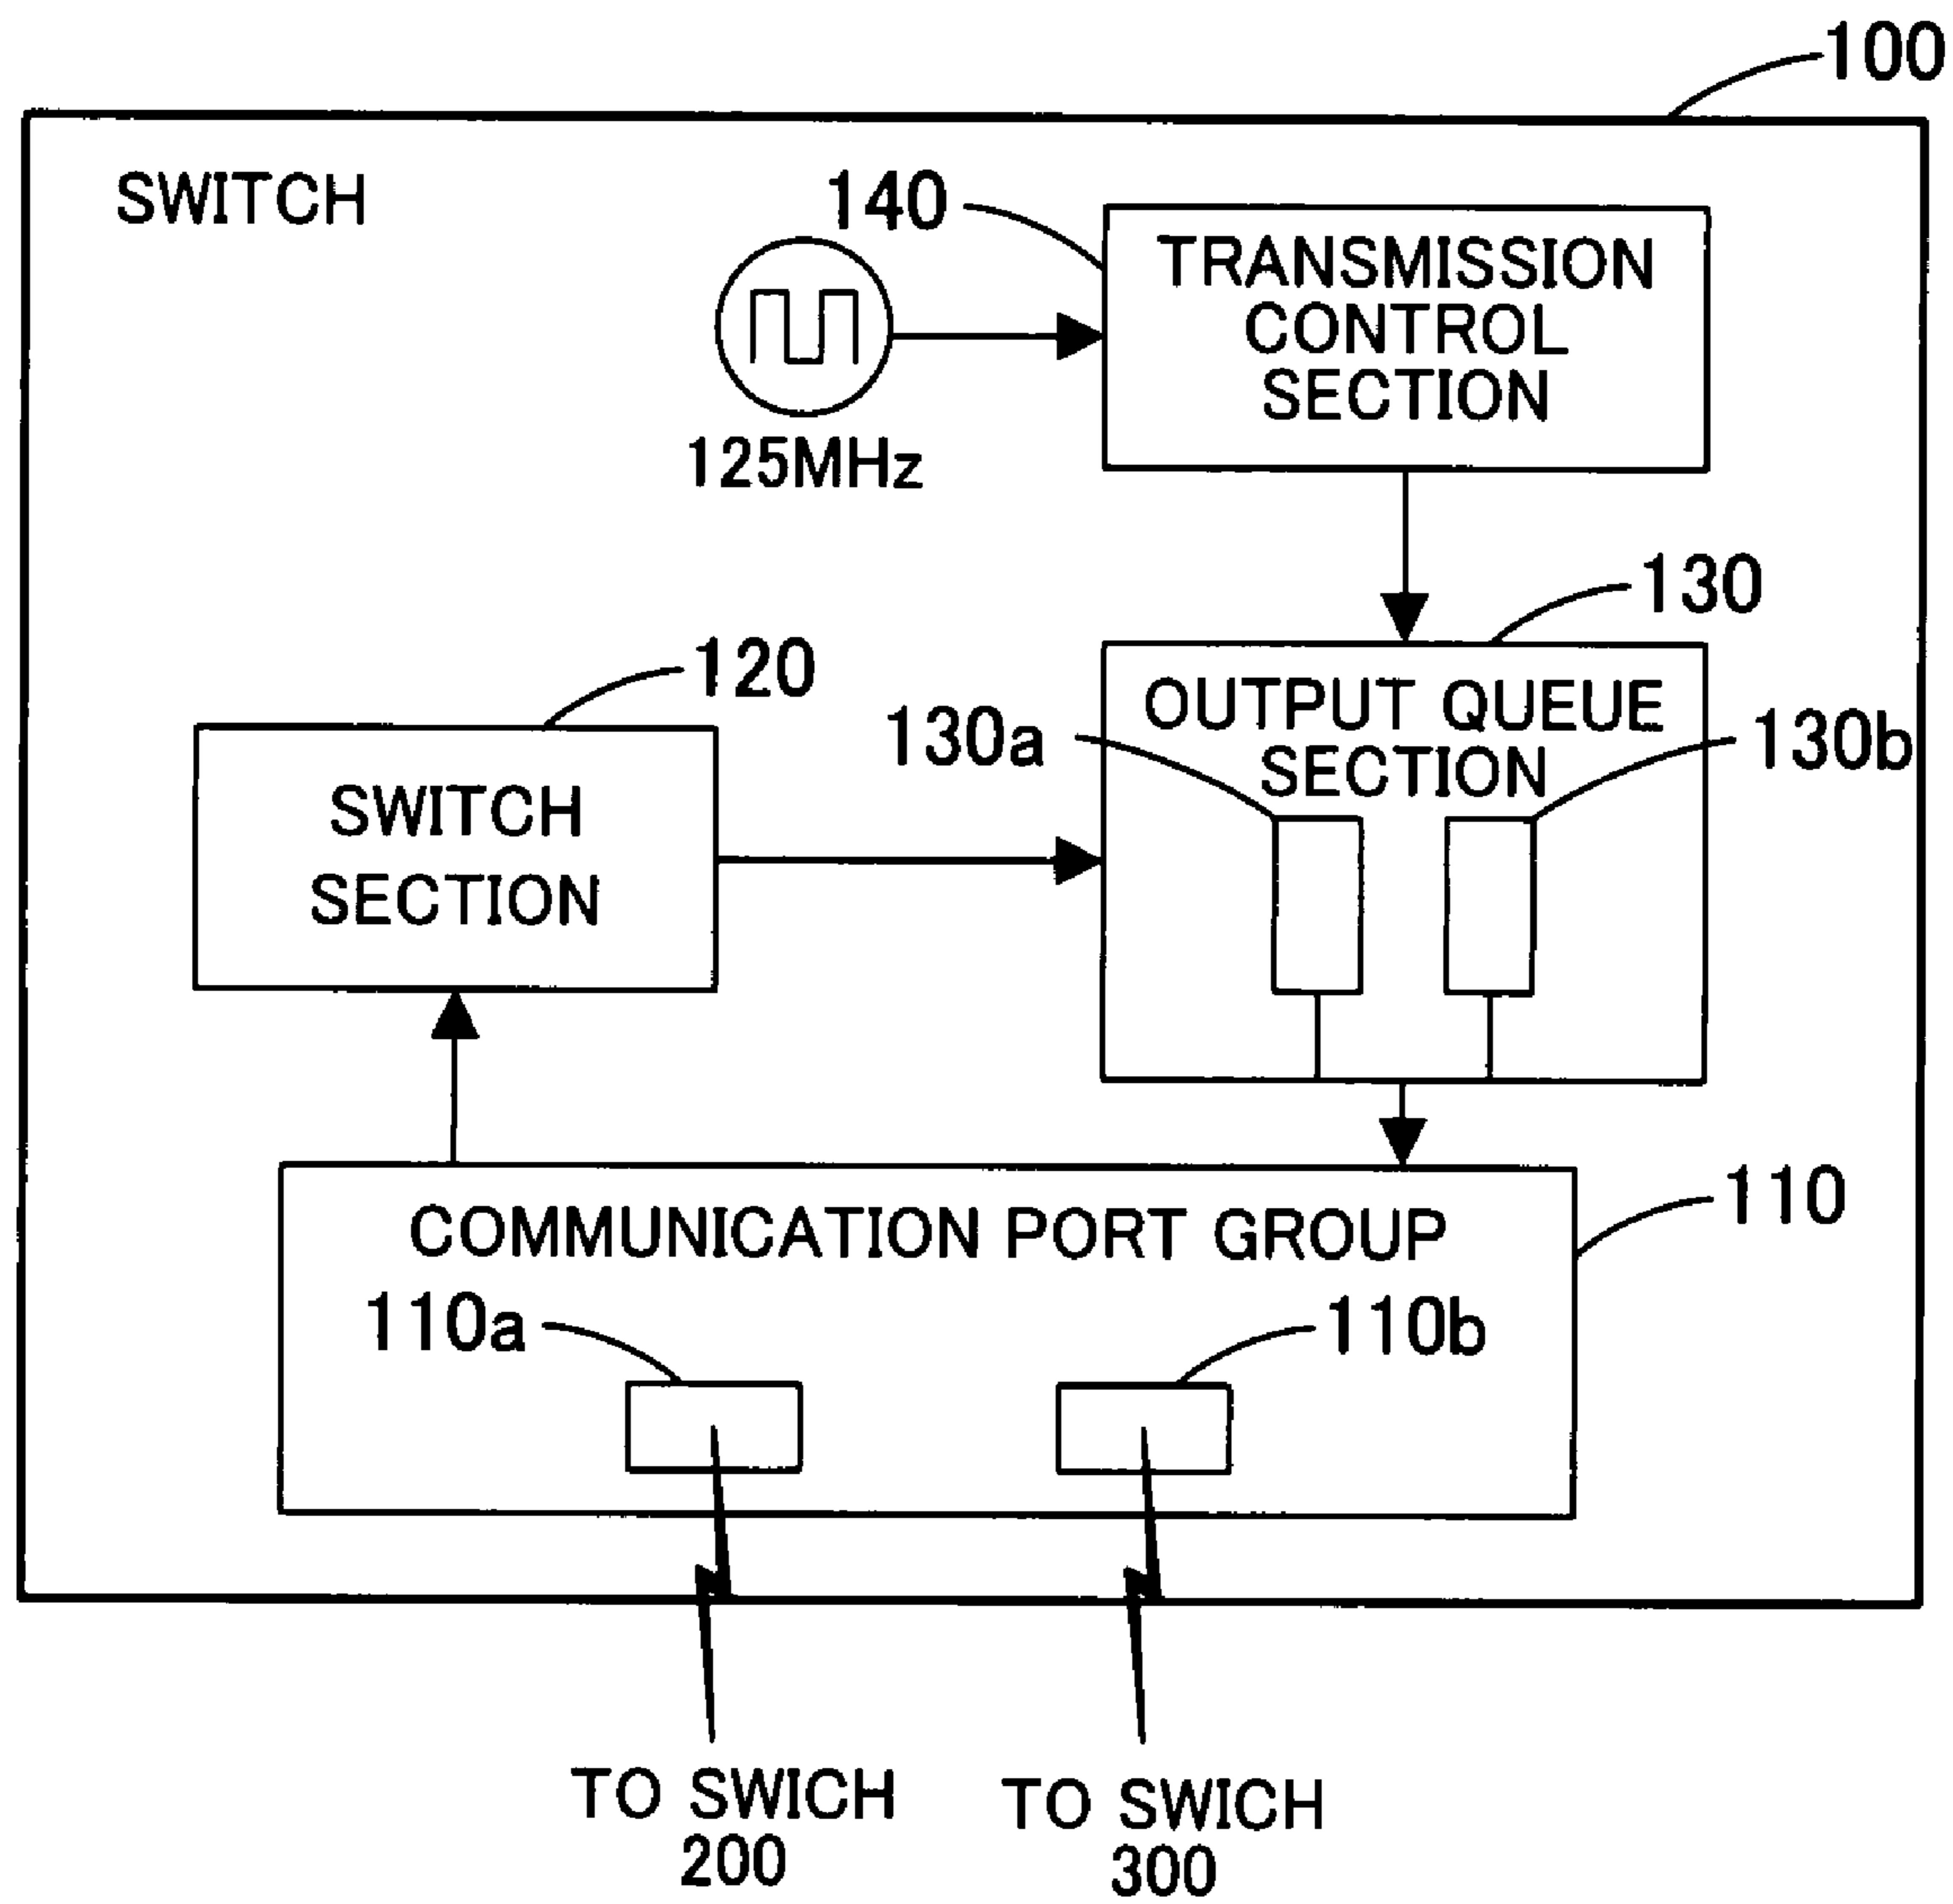 100
SWITCH
140
TRANSMISSION
CONTROL
SECTION
125MHz
130
120
OUTPUT QUEUE
SECTION
130a
130b
SWITCH
SECTION
110
COMMUNICATION PORT GROUP
110a
110b
TO SWICH
200
TO SWICH
300